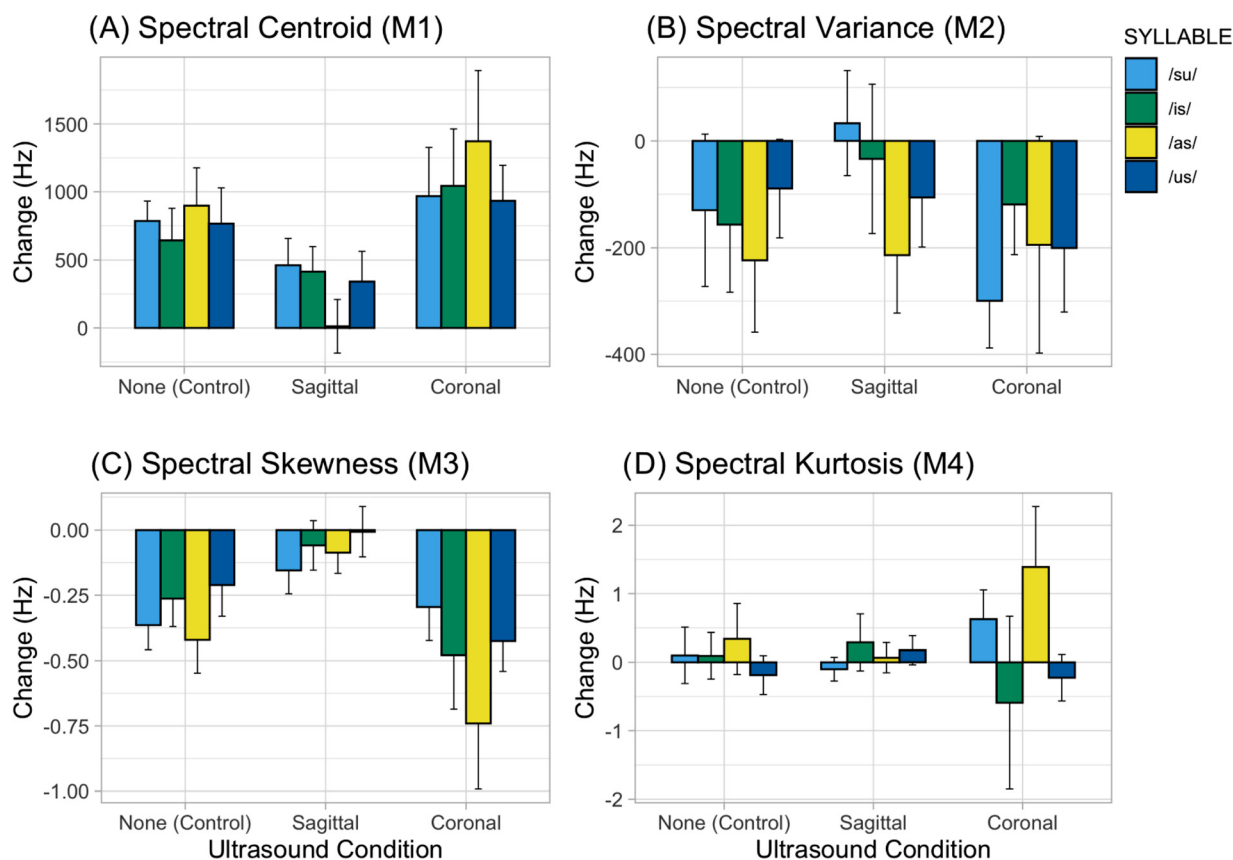 (A) Spectral Centroid (M1)
Change (Hz)
1500
1000
500
0
None (Control) Sagittal Coronal
(B) Spectral Variance (M2)
Change (Hz)
0
-200
-400
None (Control) Sagittal Coronal
SYLLABLE
/su/
/is/
/as/
/us/
(C) Spectral Skewness (M3)
Change (Hz)
0.00
-0.25
-0.50
-0.75
-1.00
None (Control) Sagittal Coronal
Ultrasound Condition
(D) Spectral Kurtosis (M4)
Change (Hz)
2
1
0
-1
-2
None (Control) Sagittal Coronal
Ultrasound Condition